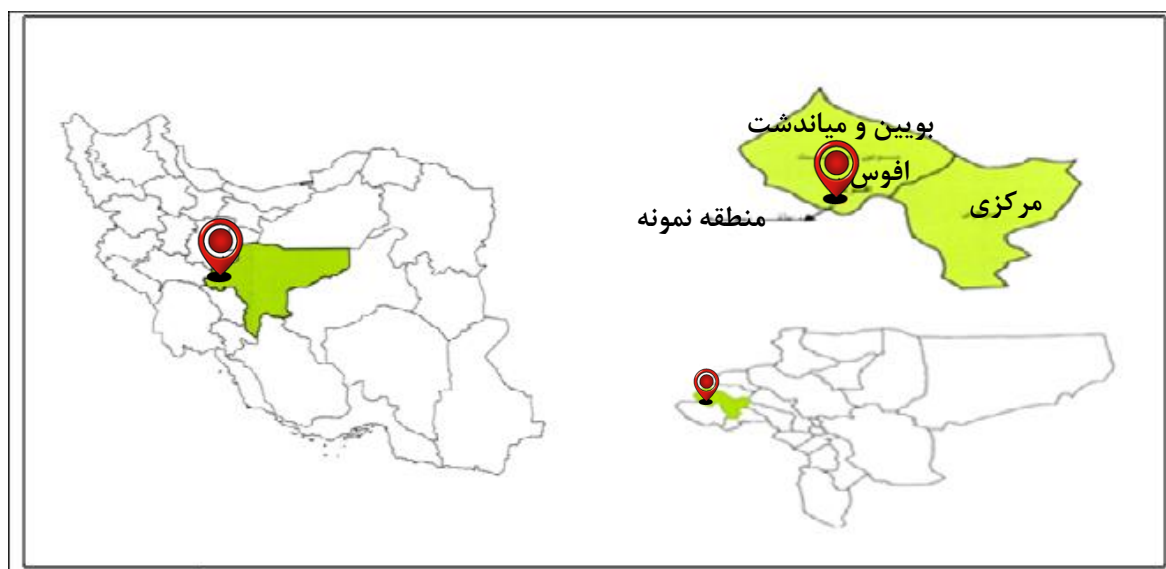 بویین و میاندشت
افوس
مرکزی
منطقه نمونه